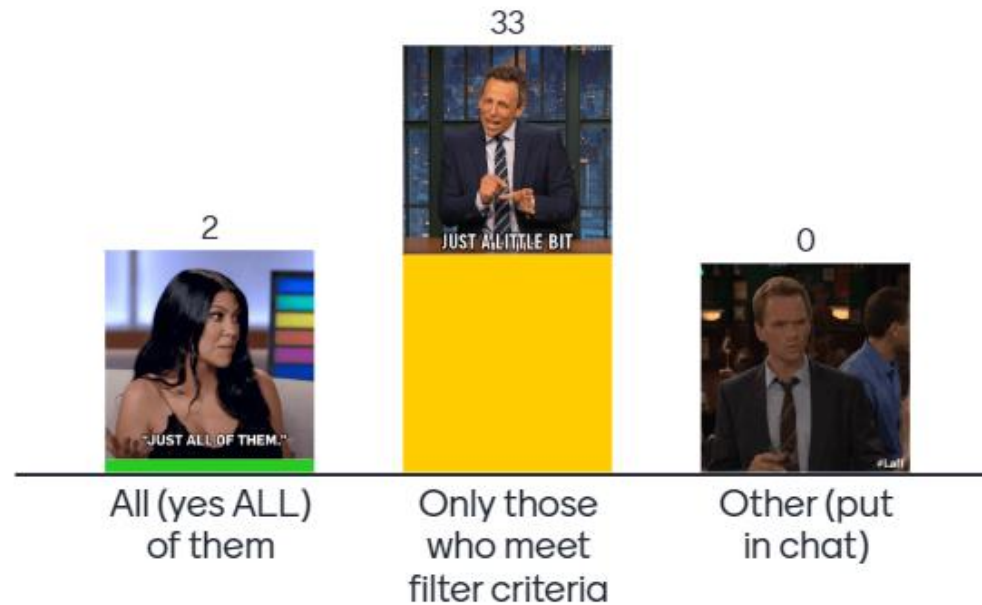 33
JUST A LITTLE BIT
2
0
"JUST ALL OF THEM."
#Laff
All (yes ALL)
of them
Only those
who meet
filter criteria
Other (put
in chat)